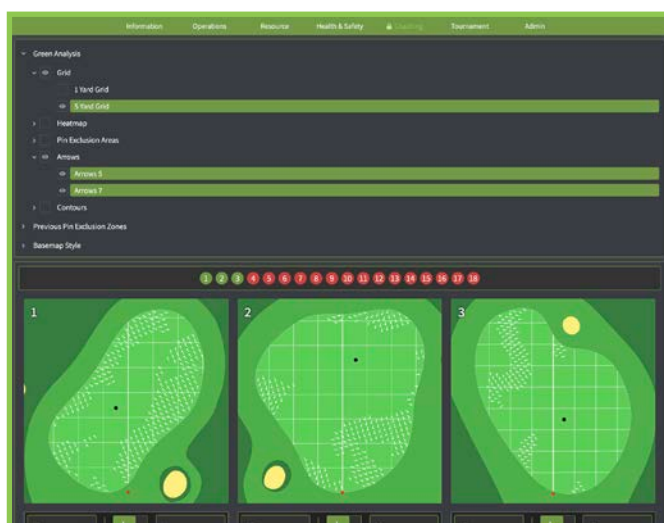 Information Operations Resource Health & Safety Charting Tournament Admin
Green Analysis
Grid
1 Yard Grid
5 Yard Grid
Heatmap
Pin Exclusion Areas
Arrows
Arrows 5
Arrows 7
Contours
Previous Pin Exclusion Zones
Basemap Style
1 2 3 4 5 6 7 8 9 10 11 12 13 14 15 16 17 18
1 2 3